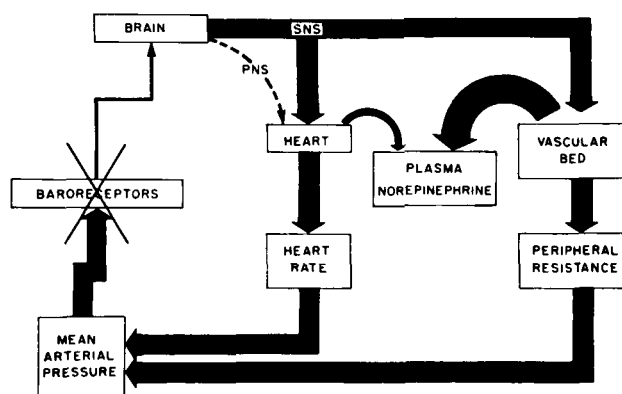 BRAIN
SNS
PNS
HEART
PLASMA
NOREPINEPHRINE
VASCULAR
BED
BARORECEPTORS
HEART
RATE
PERIPHERAL
RESISTANCE
MEAN
ARTERIAL
PRESSURE